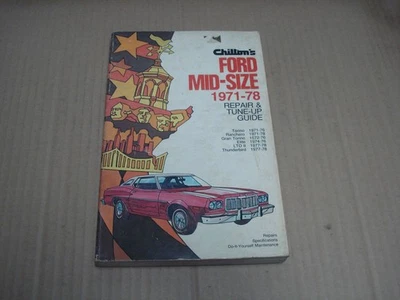 Chilton's
FORD
MID-SIZE
1971-78
REPAIR &
TUNE-UP
GUIDE
Torino 1971-76
Ranchero 1971-78
Gran Torino 1972-76
Elite 1974-76
LTD II 1977-78
Thunderbird 1977-78
Repairs
Specifications
Do-It-Yourself Maintenance